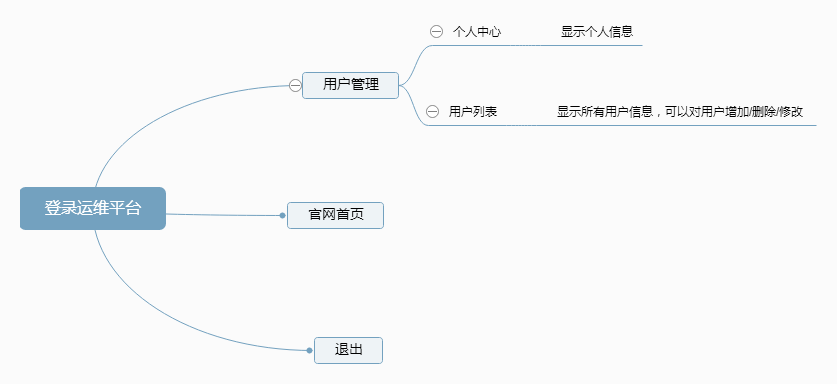 个人中心 显示个人信息
用户管理
用户列表 显示所有用户信息，可以对用户增加/删除/修改
登录运维平台
官网首页
退出